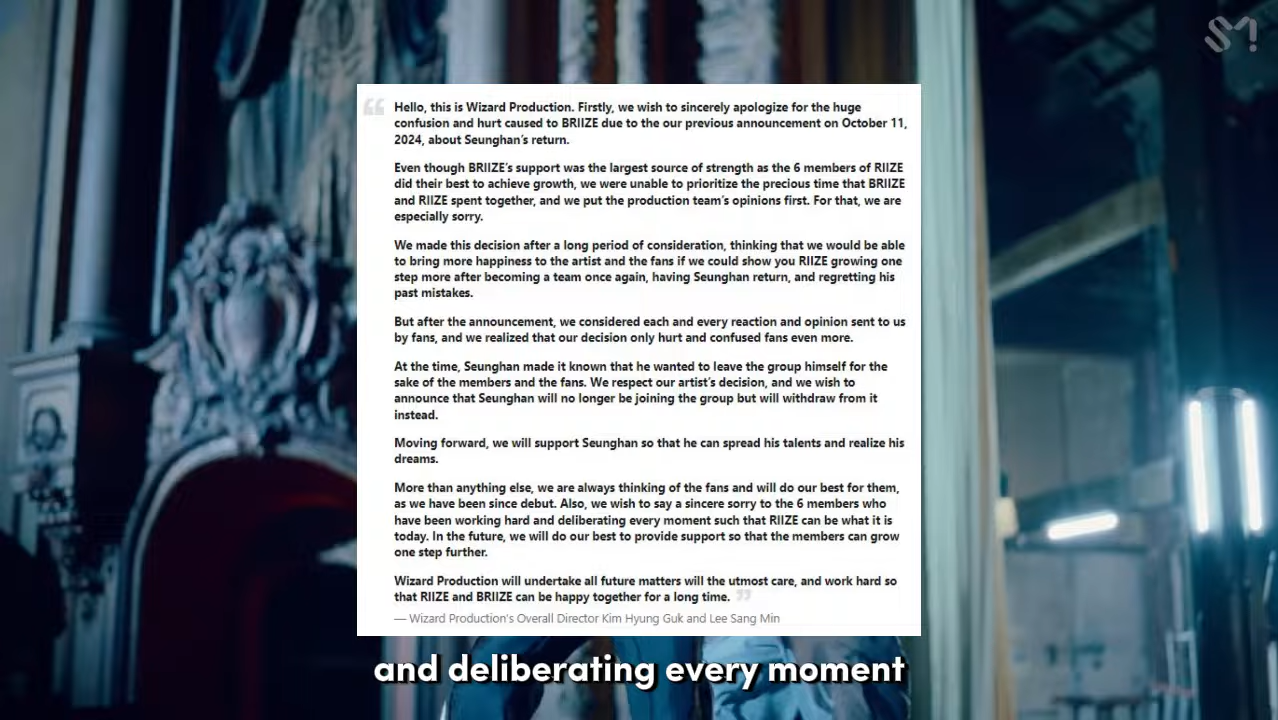 SM!
Hello, this is Wizard Production. Firstly, we wish to sincerely apologize for the huge
confusion and hurt caused to BRIIZE due to the our previous announcement on October 11,
2024, about Seunghan's return.
Even though BRIIZE's support was the largest source of strength as the 6 members of RIIZE
did their best to achieve growth, we were unable to prioritize the precious time that BRIIZE
and RIIZE spent together, and we put the production team's opinions first. For that, we are
especially sorry.
We made this decision after a long period of consideration, thinking that we would be able
to bring more happiness to the artist and the fans if we could show you RIIZE growing one
step more after becoming a team once again, having Seunghan return, and regretting his
past mistakes.
But after the announcement, we considered each and every reaction and opinion sent to us
by fans, and we realized that our decision only hurt and confused fans even more.
At the time, Seunghan made it known that he wanted to leave the group himself for the
sake of the members and the fans. We respect our artist's decision, and we wish to
announce that Seunghan will no longer be joining the group but will withdraw from it
instead.
Moving forward, we will support Seunghan so that he can spread his talents and realize his
dreams.
More than anything else, we are always thinking of the fans and will do our best for them,
as we have been since debut. Also, we wish to say a sincere sorry to the 6 members who
have been working hard and deliberating every moment such that RIIZE can be what it is
today. In the future, we will do our best to provide support so that the members can grow
one step further.
Wizard Production will undertake all future matters will the utmost care, and work hard so
that RIIZE and BRIIZE can be happy together for a long time.
— Wizard Production's Overall Director Kim Hyung Guk and Lee Sang Min
and deliberating every moment